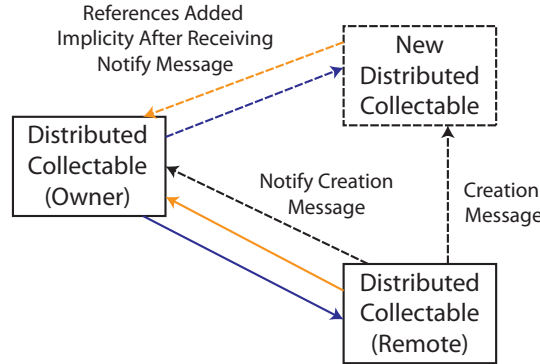 References Added
Implicity After Receiving
Notify Message
New
Distributed
Collectable
Distributed
Collectable
(Owner)
Notify Creation
Message
Creation
Message
Distributed
Collectable
(Remote)